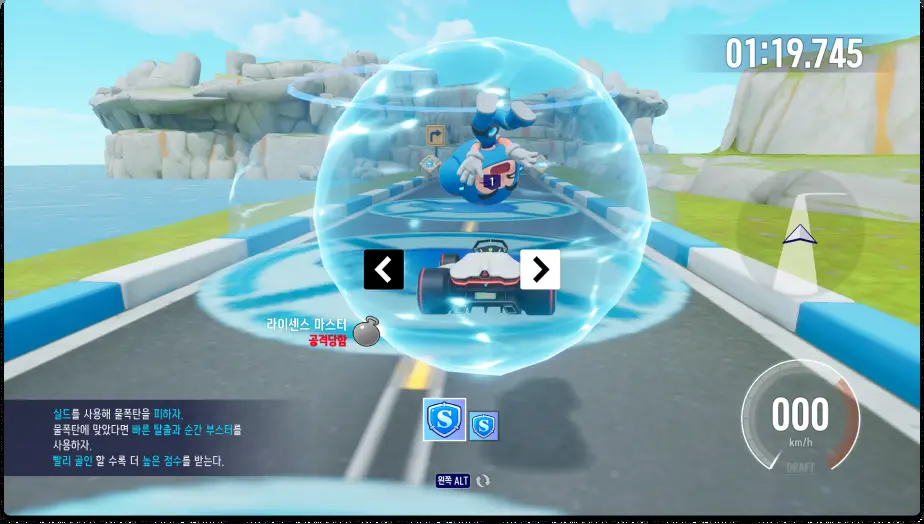 01:19.745
1
라이센스 마스터
공격당함
S
S
실드를 사용해 물폭탄을 피하자.
물폭탄에 맞았다면 빠른 탈출과 순간 부스터를
사용하자.
빨리 골인 할 수록 더 높은 점수를 받는다.
000
km/h
DRAFT
왼쪽 ALT